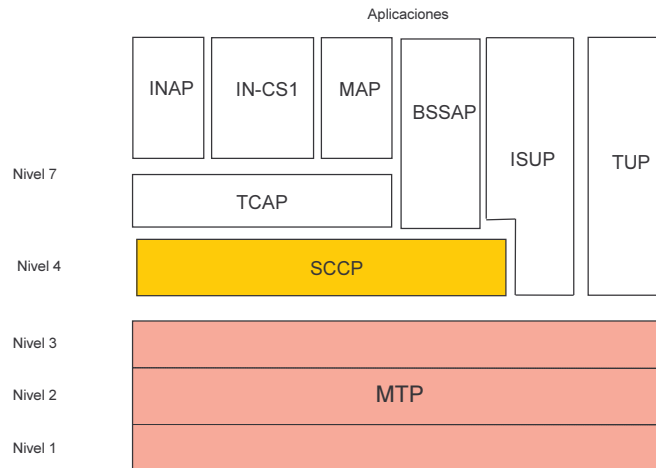 Aplicaciones
INAP
IN-CS1
MAP
BSSAP
ISUP
TUP
Nivel 7
TCAP
Nivel 4
SCCP
Nivel 3
Nivel 2
MTP
Nivel 1